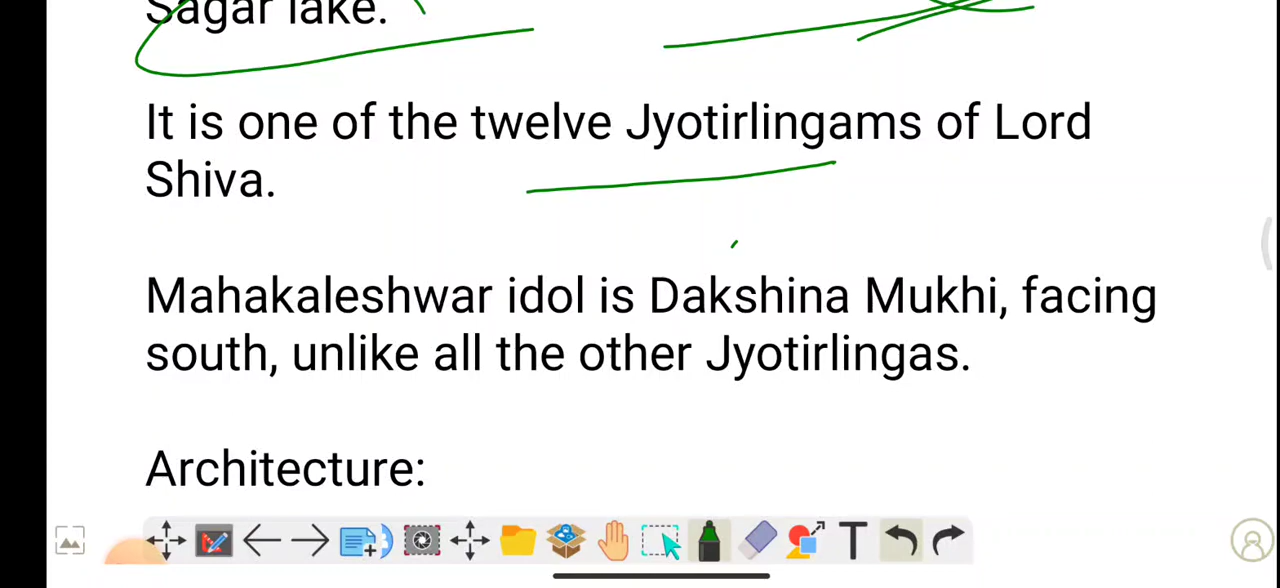 Sagar lake.
It is one of the twelve Jyotirlingams of Lord
Shiva.
Mahakaleshwar idol is Dakshina Mukhi, facing
south, unlike all the other Jyotirlingas.
Architecture:
T